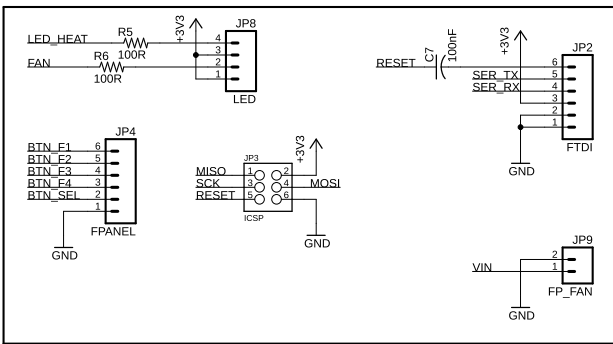 LED_HEAT
R5
100R
+3V3
JP8
4
3
2
1
LED
FAN
R6
100R
RESET
C7
100nF
+3V3
JP2
6
5
4
3
2
1
SER_TX
SER_RX
FTDI
GND
JP4
BTN_F1
6
BTN_F2
5
BTN_F3
4
BTN_F4
3
BTN_SEL
2
1
FPANEL
GND
JP3
+3V3
MISO
1
2
SCK
3
4
MOSI
RESET
5
6
ICSP
GND
JP9
2
VIN
1
FP_FAN
GND